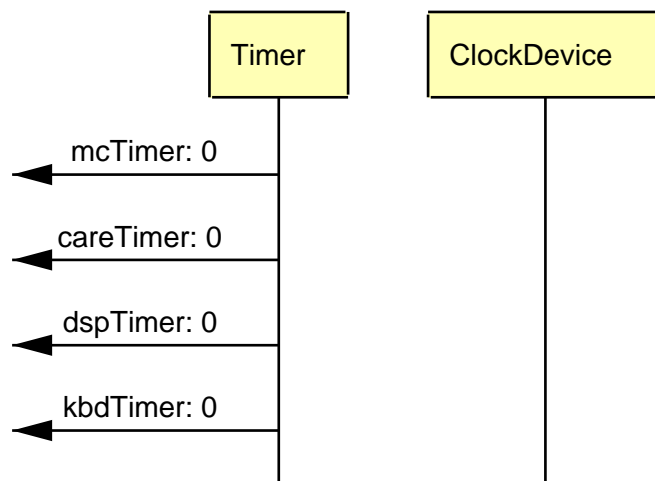 Timer
ClockDevice
mcTimer: 0
careTimer: 0
dspTimer: 0
kbdTimer: 0